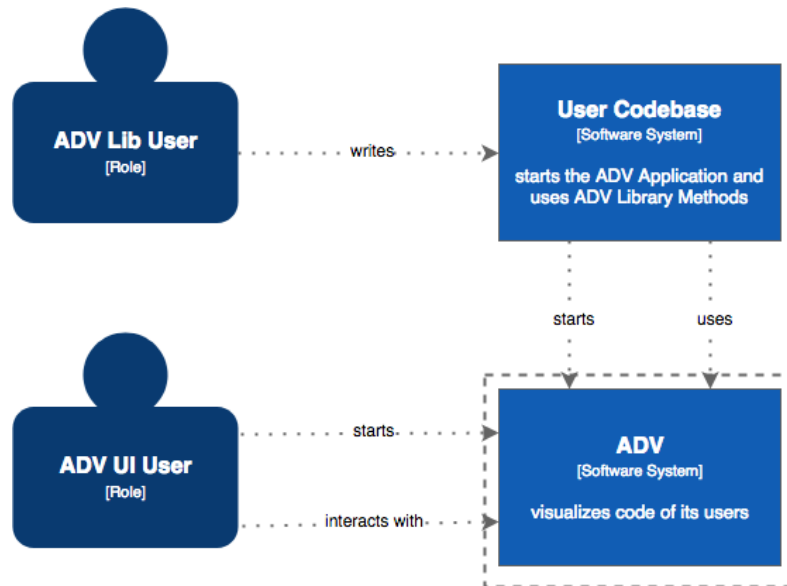 ADV Lib User
[Role]
writes
User Codebase
[Software System]
starts the ADV Application and
uses ADV Library Methods
starts
uses
ADV UI User
[Role]
starts
interacts with
ADV
[Software System]
visualizes code of its users